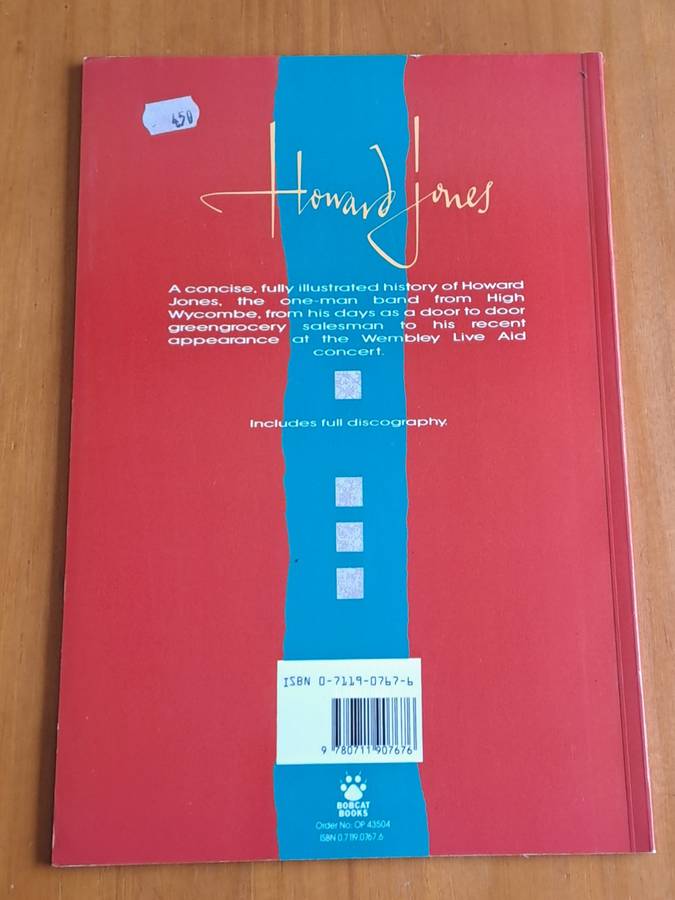 450
Howard Jones
A concise, fully illustrated history of Howard
Jones, the one-man band from High
Wycombe, from his days as a door to door
greengrocery salesman to his recent
appearance at the Wembley Live Aid
concert.
Includes full discography.
ISBN 0-7119-0767-6
9 780711 907676
BOBCAT
BOOKS
Order No: OP 43504
ISBN 0.7119.0767.6